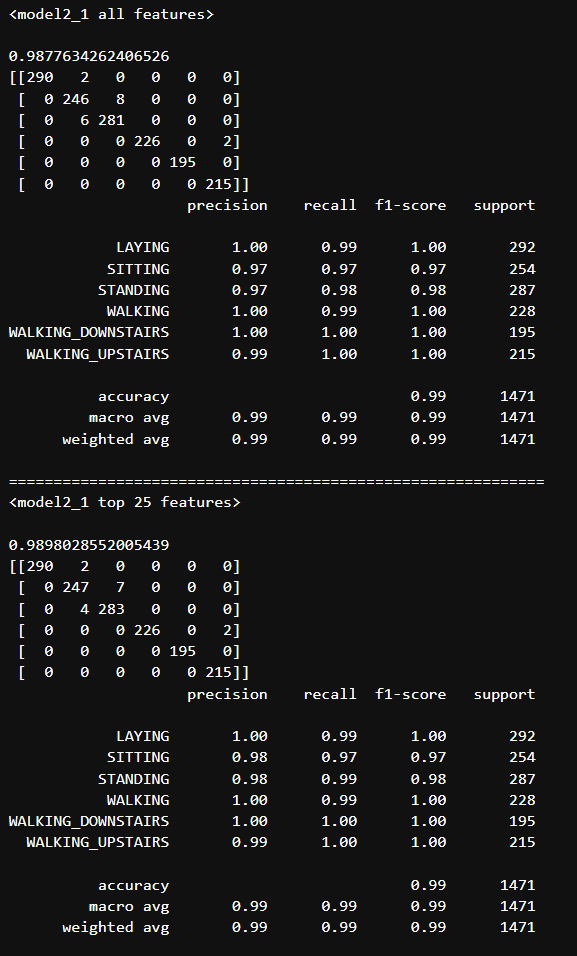 <model2_1 all features>
0.9877634262406526
[[290   2   0   0   0   0]
 [  0 246   8   0   0   0]
 [  0   6 281   0   0   0]
 [  0   0   0 226   0   2]
 [  0   0   0   0 195   0]
 [  0   0   0   0   0 215]]
                    precision    recall  f1-score   support
            LAYING       1.00      0.99      1.00       292
           SITTING       0.97      0.97      0.97       254
          STANDING       0.97      0.98      0.98       287
           WALKING       1.00      0.99      1.00       228
WALKING_DOWNSTAIRS       1.00      1.00      1.00       195
  WALKING_UPSTAIRS       0.99      1.00      1.00       215
          accuracy                           0.99      1471
         macro avg       0.99      0.99      0.99      1471
      weighted avg       0.99      0.99      0.99      1471
============================================================
<model2_1 top 25 features>
0.9898028552005439
[[290   2   0   0   0   0]
 [  0 247   7   0   0   0]
 [  0   4 283   0   0   0]
 [  0   0   0 226   0   2]
 [  0   0   0   0 195   0]
 [  0   0   0   0   0 215]]
                    precision    recall  f1-score   support
            LAYING       1.00      0.99      1.00       292
           SITTING       0.98      0.97      0.97       254
          STANDING       0.98      0.99      0.98       287
           WALKING       1.00      0.99      1.00       228
WALKING_DOWNSTAIRS       1.00      1.00      1.00       195
  WALKING_UPSTAIRS       0.99      1.00      1.00       215
          accuracy                           0.99      1471
         macro avg       0.99      0.99      0.99      1471
      weighted avg       0.99      0.99      0.99      1471